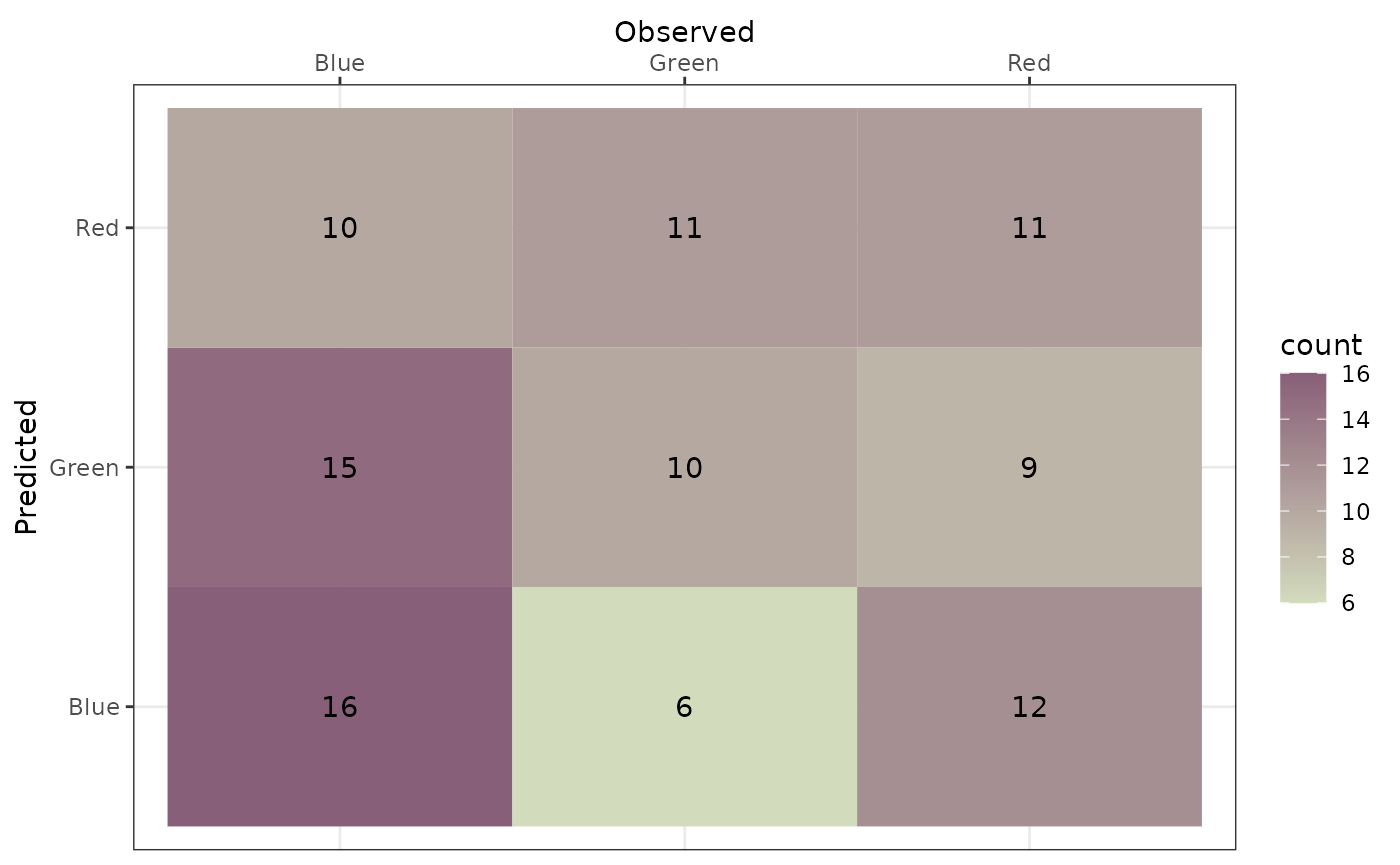 Observed
Blue Green Red
Red 10 11 11
Predicted
Green 15 10 9
Blue 16 6 12
count
16
14
12
10
8
6